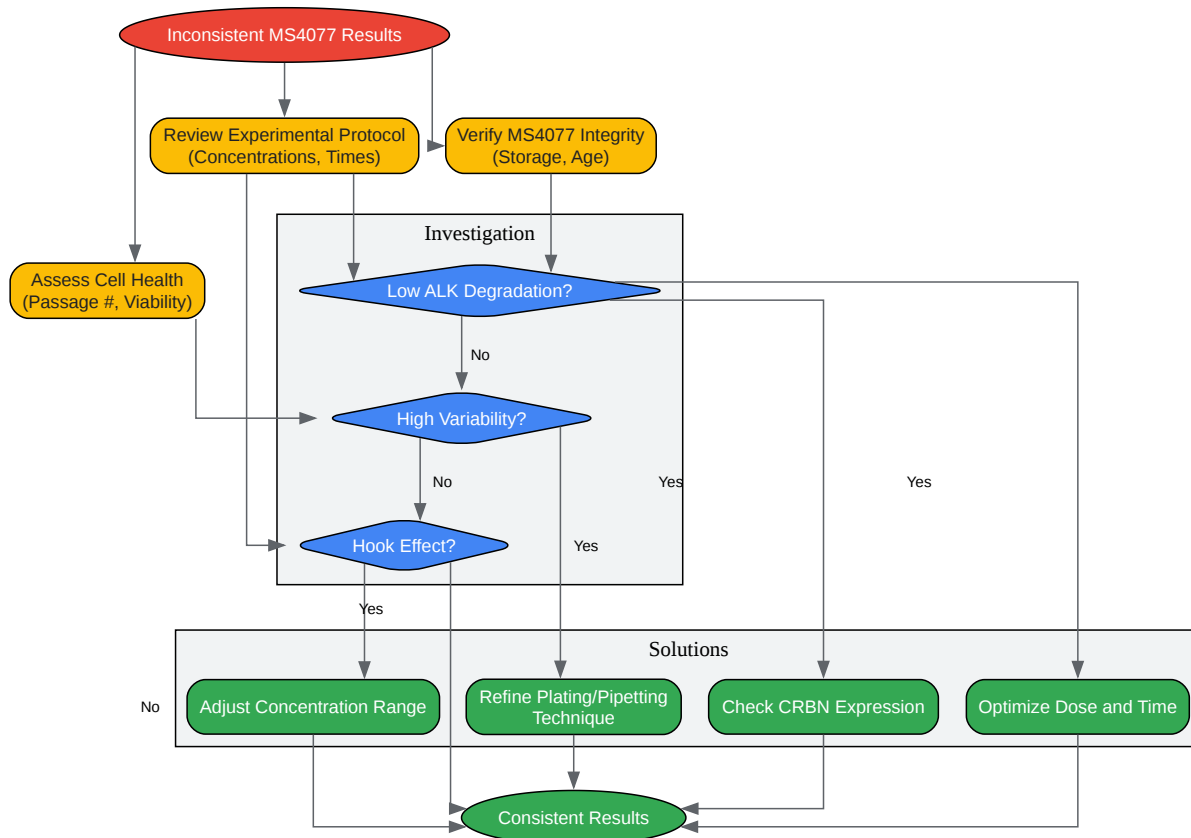 Inconsistent MS4077 Results
Review Experimental Protocol
(Concentrations, Times)
Verify MS4077 Integrity
(Storage, Age)
Investigation
Assess Cell Health
(Passage #, Viability)
Low ALK Degradation?
No
High Variability?
No
Yes
Yes
Hook Effect?
Yes
Yes
Solutions
No
Adjust Concentration Range
Refine Plating/Pipetting
Technique
Check CRBN Expression
Optimize Dose and Time
Consistent Results